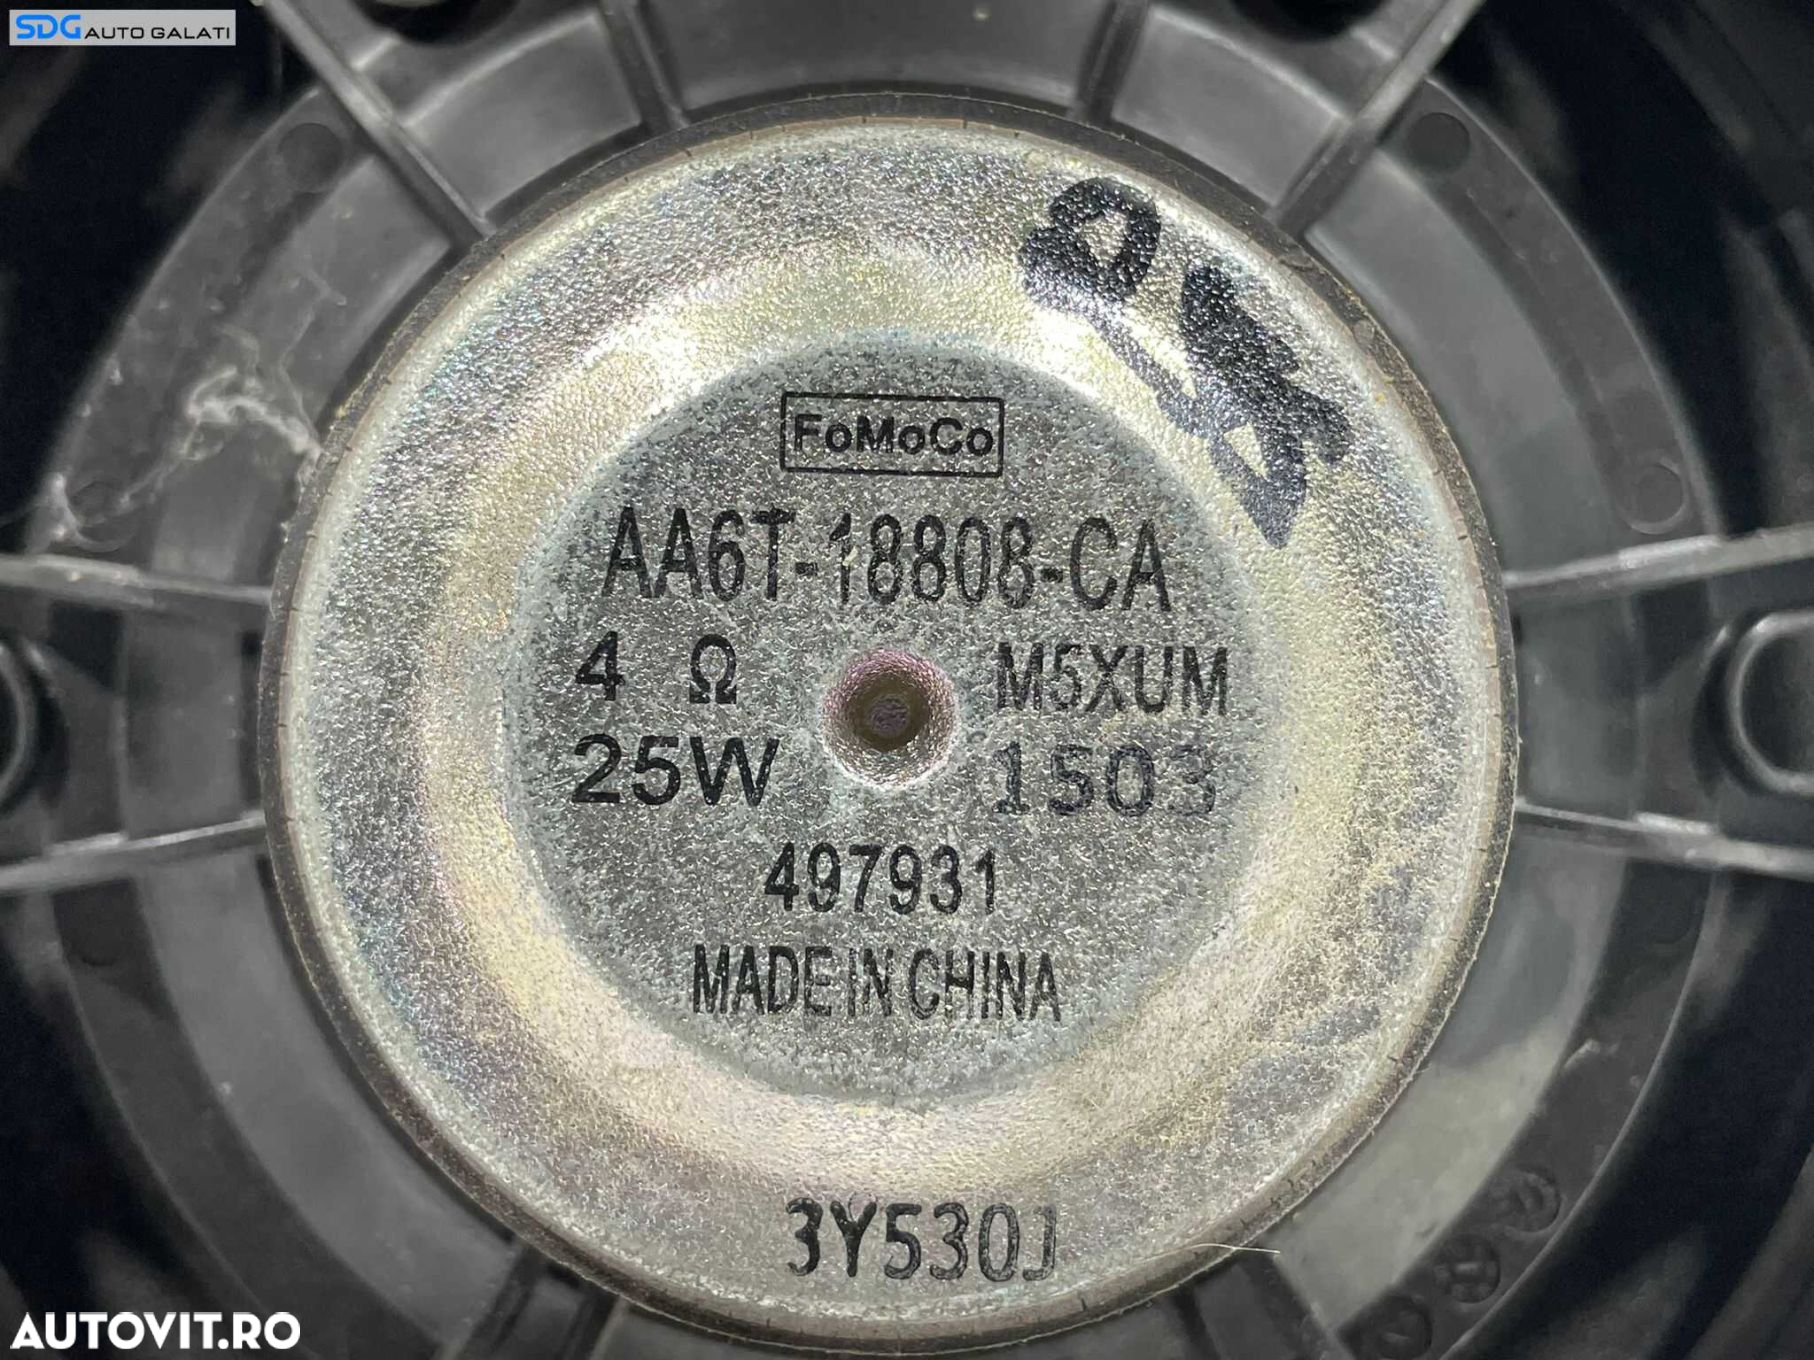 SDG AUTO GALATI
FoMoCo
AA6T-18808-CA
4 Ω M5XUM
25W 1503
497931
MADE IN CHINA
3Y530J
AUTOVIT.RO